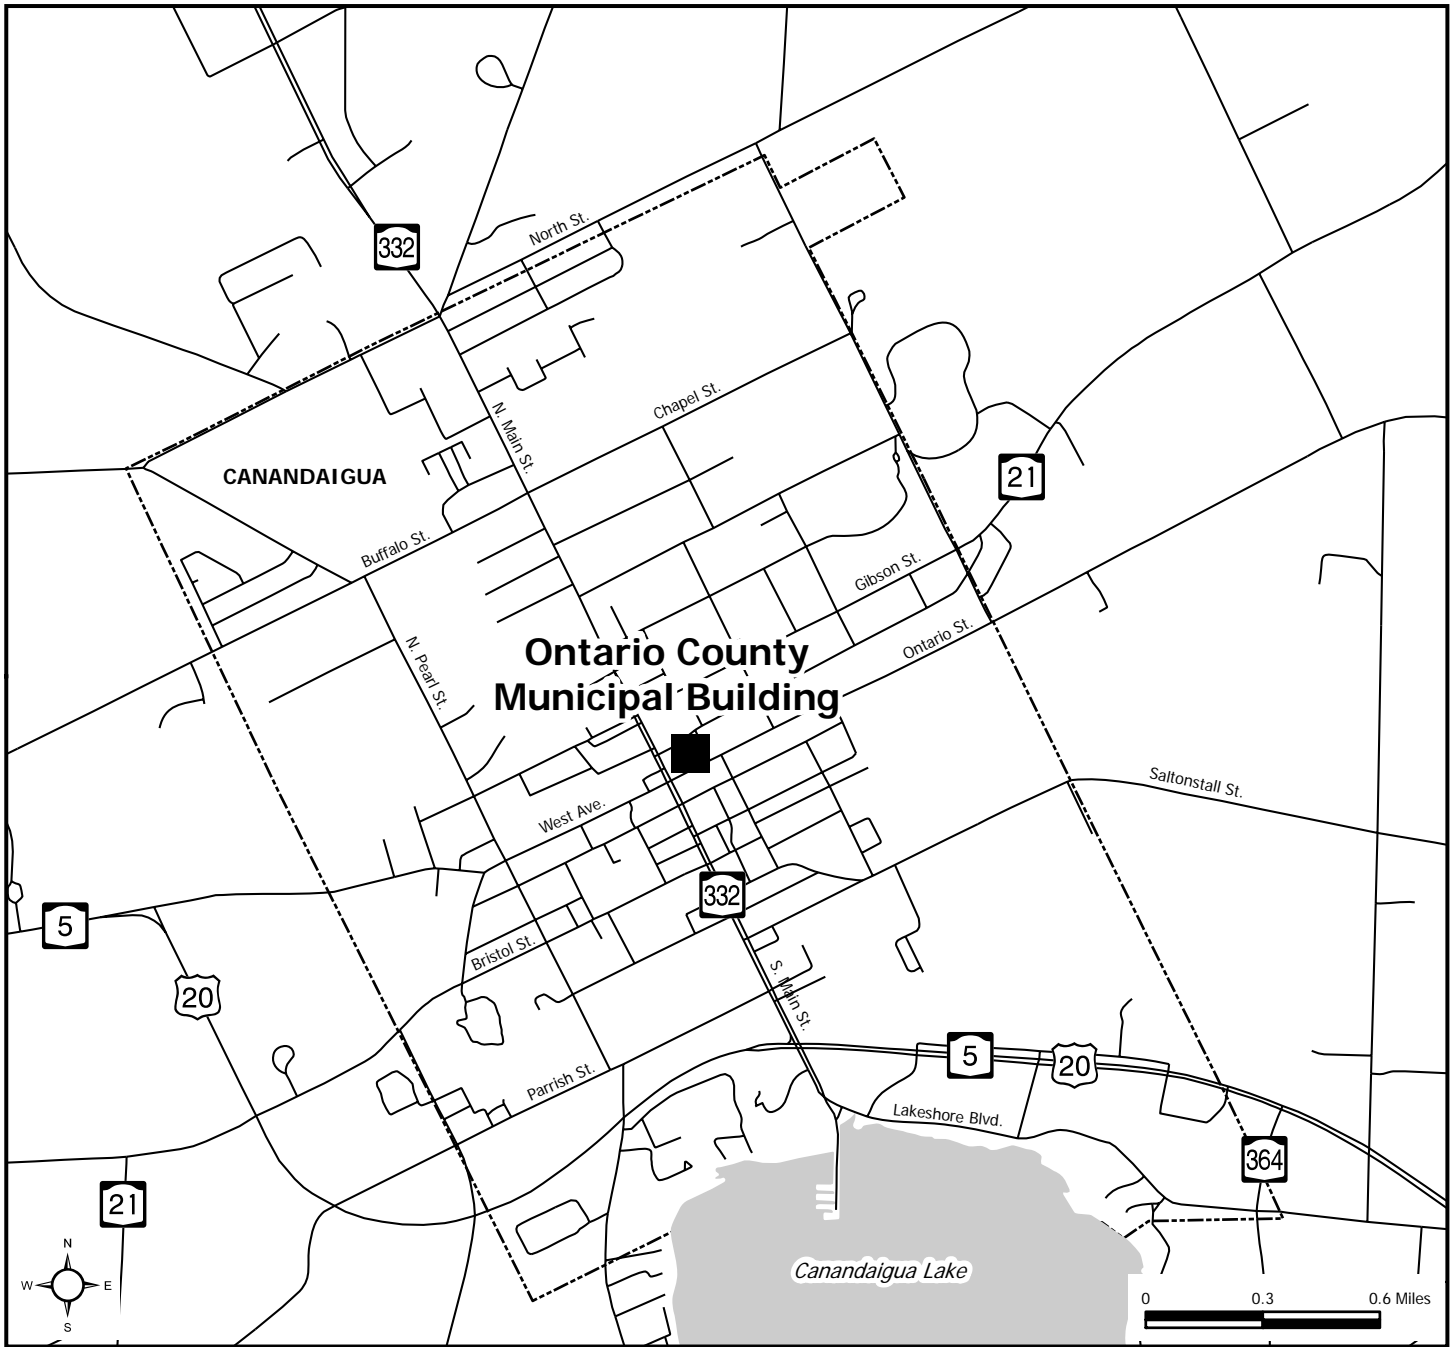 332
North St.
Chapel St.
N. Main St.
CANANDAIGUA
21
Buffalo St.
Gibson St.
Ontario St.
N. Pearl St.
Ontario County
Municipal Building
Saltonstall St.
West Ave.
332
5
Bristol St.
20
S. Main St.
5
20
Parrish St.
Lakeshore Blvd.
364
21
N
W E
S
Canandaigua Lake
0 0.3 0.6 Miles